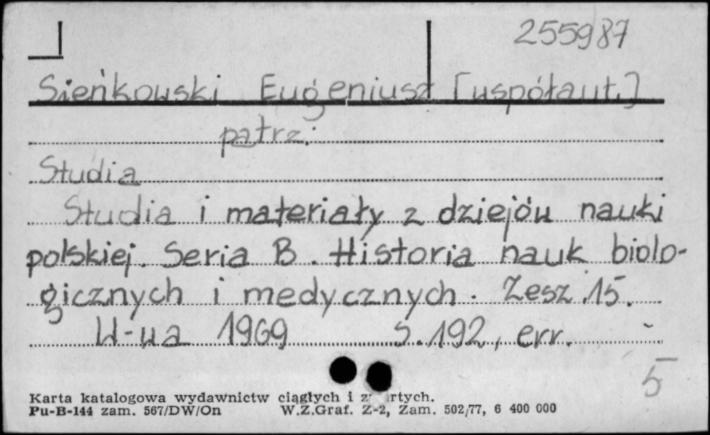 255987
Sieńkowski Eugeniusz [współaut.]
patrz:
Studia
Studia i materiały z dziejów nauki
polskiej. Seria B. Historia nauk biolo-
gicznych i medycznych. Zesz. 15.
W-wa 1969 s. 192, err.
5
Karta katalogowa wydawnictw ciągłych i z rtych.
Pu-B-144 zam. 567/DW/On W.Z.Graf. Z-2, Zam. 502/77, 6 400 000